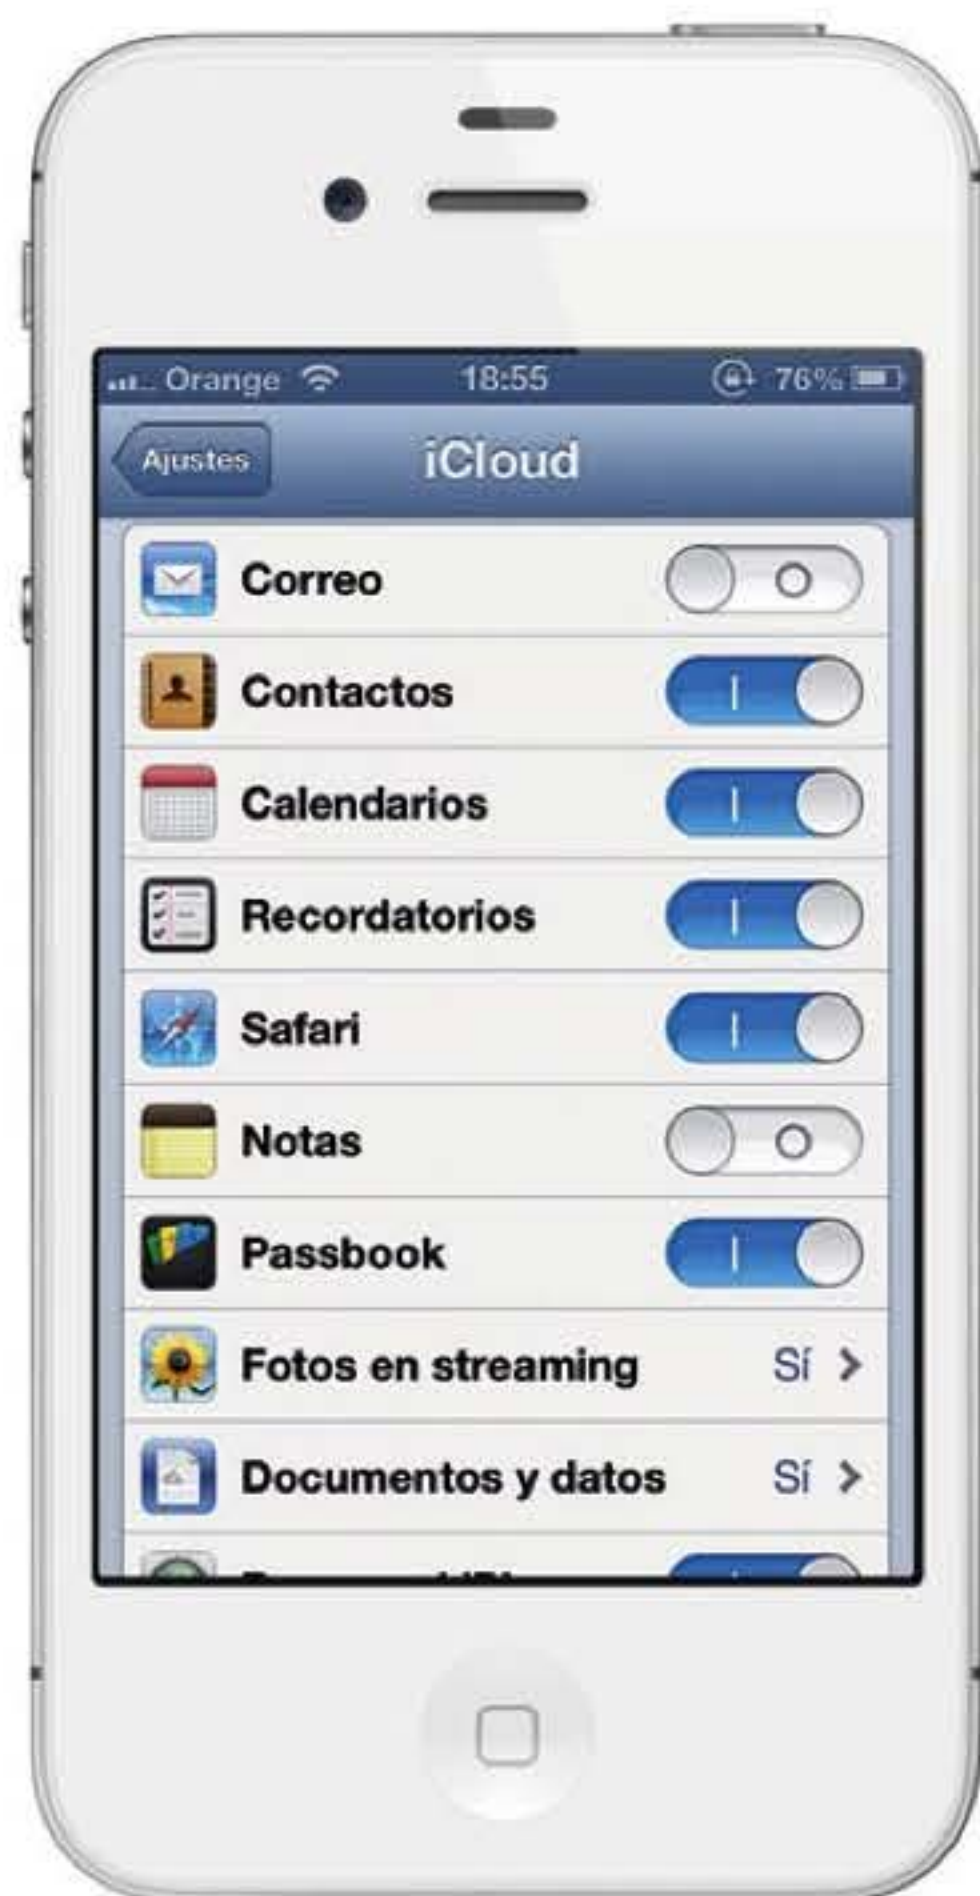 Orange 18:55 76%
Ajustes iCloud
Correo
Contactos
Calendarios
Recordatorios
Safari
Notas
Passbook
Fotos en streaming Sí
Documentos y datos Sí